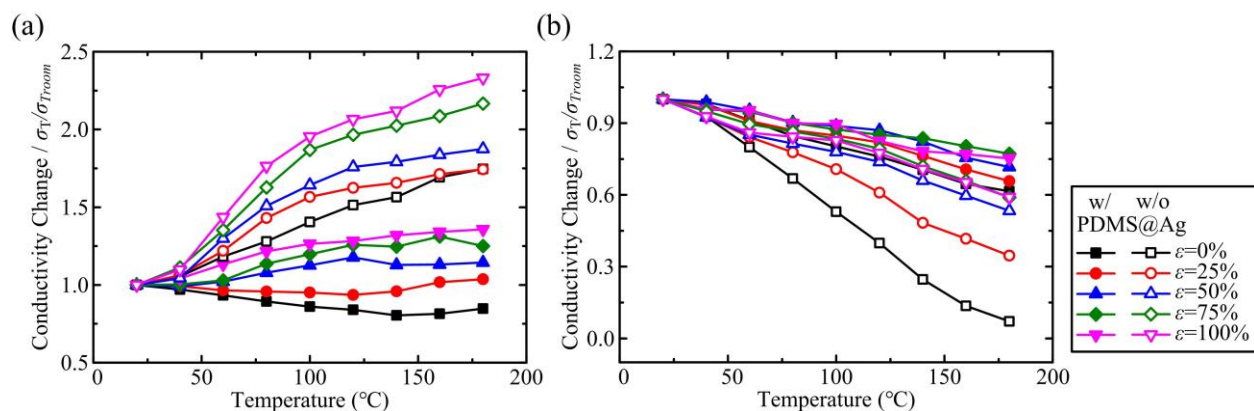 (a)
2.5
2.0
1.5
1.0
0.5
Conductivity Change / σT/σTroom
0 50 100 150 200
Temperature (°C)
(b)
1.2
0.9
0.6
0.3
0.0
Conductivity Change / σT/σTroom
0 50 100 150 200
Temperature (°C)
w/ w/o
PDMS@Ag
ε=0%
ε=25%
ε=50%
ε=75%
ε=100%